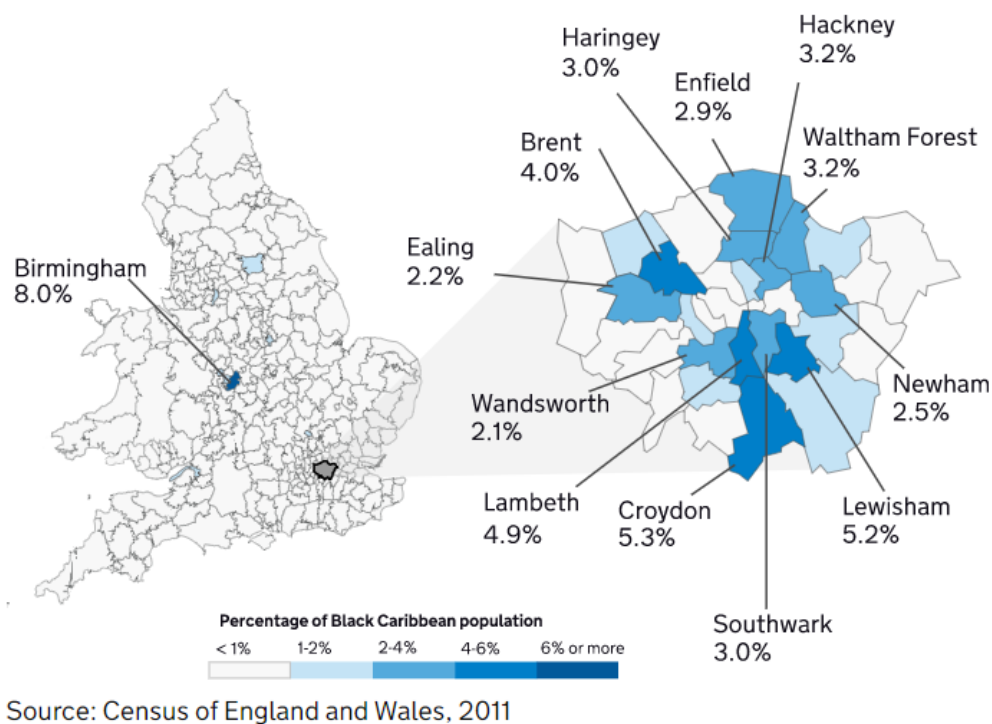 Hackney
3.2%
Haringey
3.0%
Enfield
2.9%
Waltham Forest
3.2%
Brent
4.0%
Ealing
2.2%
Birmingham
8.0%
Newham
2.5%
Wandsworth
2.1%
Lambeth
4.9%
Croydon
5.3%
Lewisham
5.2%
Southwark
3.0%
Percentage of Black Caribbean population
< 1% 1-2% 2-4% 4-6% 6% or more
Source: Census of England and Wales, 2011